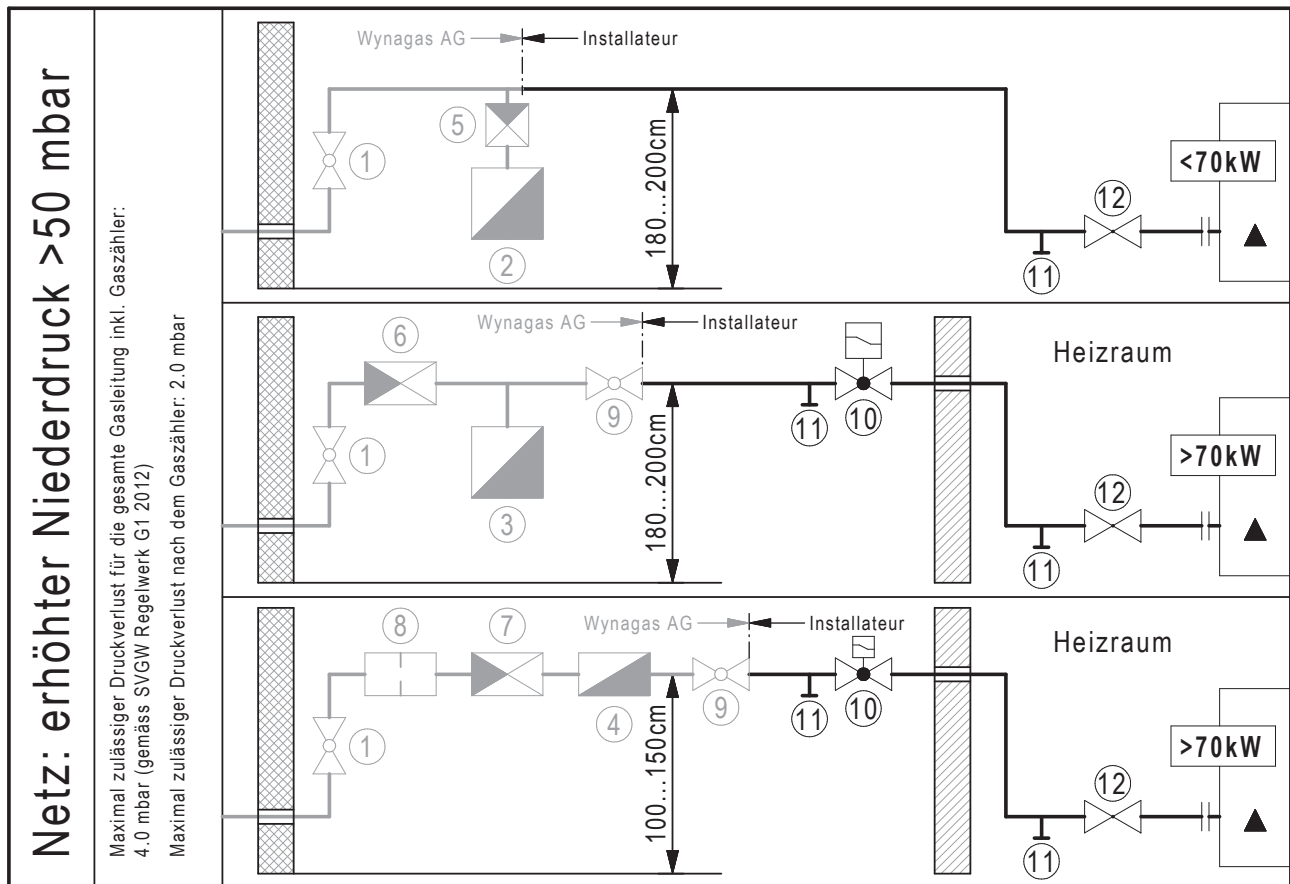 Netz: erhöhter Niederdruck >50 mbar
Maximal zulässiger Druckverlust für die gesamte Gasleitung inkl. Gaszähler:
4.0 mbar (gemäss SVGW Regelwerk G1 2012)
Maximal zulässiger Druckverlust nach dem Gaszähler: 2.0 mbar
Wynagas AG
Installateur
1
5
2
180...200cm
<70kW
12
11
Wynagas AG
Installateur
6
1
3
9
180...200cm
11
10
Heizraum
>70kW
12
11
Wynagas AG
Installateur
8
7
1
4
9
100...150cm
11
10
Heizraum
>70kW
12
11